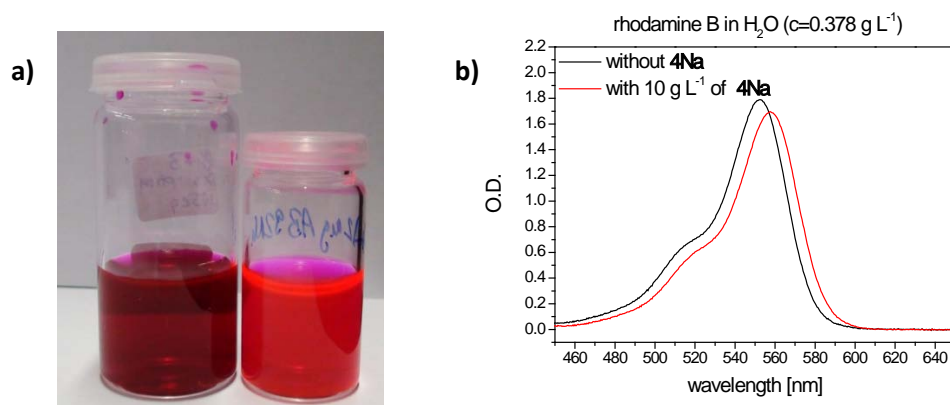 a)
b)
rhodamine B in H₂O (c=0.378 g L⁻¹)
without 4Na
with 10 g L⁻¹ of 4Na
2.2
2.0
1.8
1.6
1.4
1.2
1.0
0.8
0.6
0.4
0.2
0.0
O.D.
460 480 500 520 540 560 580 600 620 640
wavelength [nm]